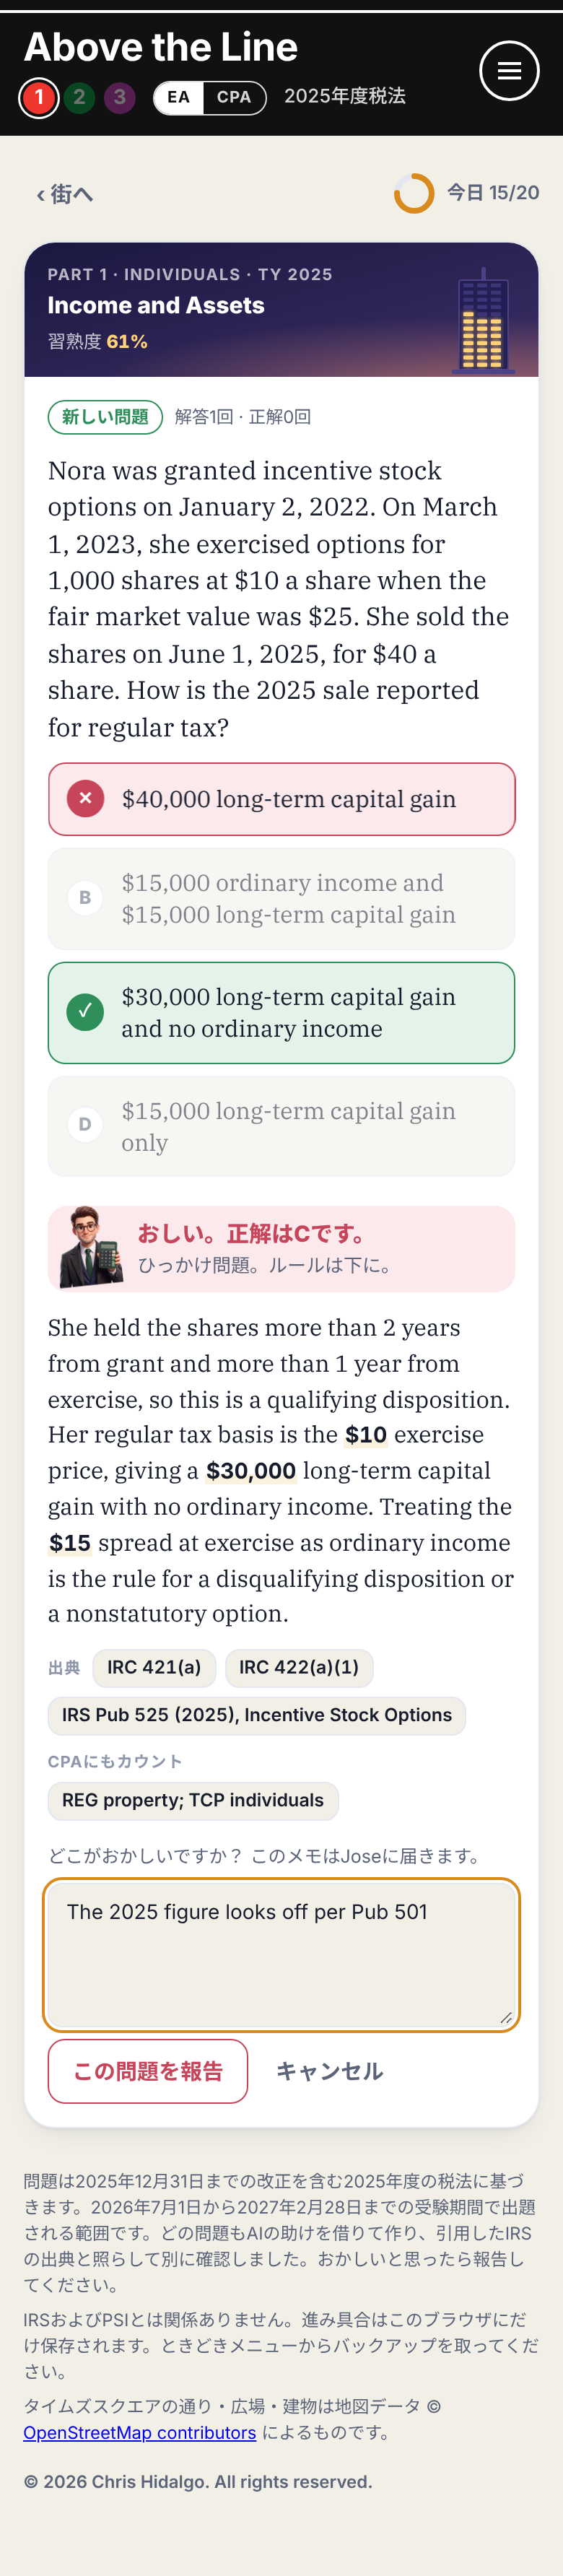 Above the Line
1 2 3 EA CPA 2025年度税法
‹ 街へ
今日 15/20
PART 1 · INDIVIDUALS · TY 2025
Income and Assets
習熟度 61%
新しい問題 解答1回 · 正解0回
Nora was granted incentive stock
options on January 2, 2022. On March
1, 2023, she exercised options for
1,000 shares at $10 a share when the
fair market value was $25. She sold the
shares on June 1, 2025, for $40 a
share. How is the 2025 sale reported
for regular tax?
✕ $40,000 long-term capital gain
B $15,000 ordinary income and
$15,000 long-term capital gain
✓ $30,000 long-term capital gain
and no ordinary income
D $15,000 long-term capital gain
only
おしい。正解はCです。
ひっかけ問題。ルールは下に。
She held the shares more than 2 years
from grant and more than 1 year from
exercise, so this is a qualifying disposition.
Her regular tax basis is the $10 exercise
price, giving a $30,000 long-term capital
gain with no ordinary income. Treating the
$15 spread at exercise as ordinary income
is the rule for a disqualifying disposition or
a nonstatutory option.
出典 IRC 421(a) IRC 422(a)(1)
IRS Pub 525 (2025), Incentive Stock Options
CPAにもカウント
REG property; TCP individuals
どこがおかしいですか？ このメモはJoseに届きます。
The 2025 figure looks off per Pub 501
この問題を報告 キャンセル
問題は2025年12月31日までの改正を含む2025年度の税法に基づ
きます。2026年7月1日から2027年2月28日までの受験期間で出題
される範囲です。どの問題もAIの助けを借りて作り、引用したIRS
の出典と照らして別に確認しました。おかしいと思ったら報告し
てください。
IRSおよびPSIとは関係ありません。進み具合はこのブラウザにだ
け保存されます。ときどきメニューからバックアップを取ってくだ
さい。
タイムズスクエアの通り・広場・建物は地図データ ©
OpenStreetMap contributors によるものです。
© 2026 Chris Hidalgo. All rights reserved.